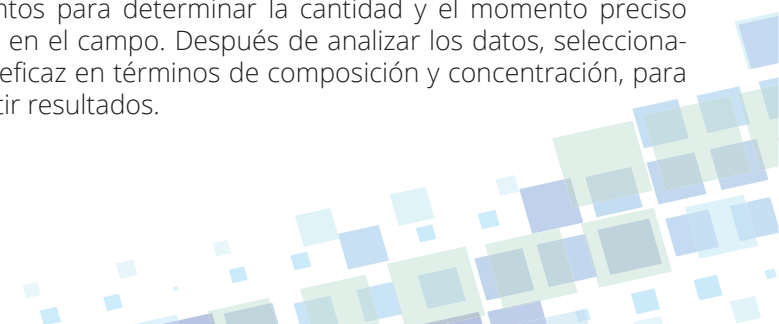 ntos para determinar la cantidad y el momento preciso
en el campo. Después de analizar los datos, selecciona-
eficaz en términos de composición y concentración, para
tir resultados.